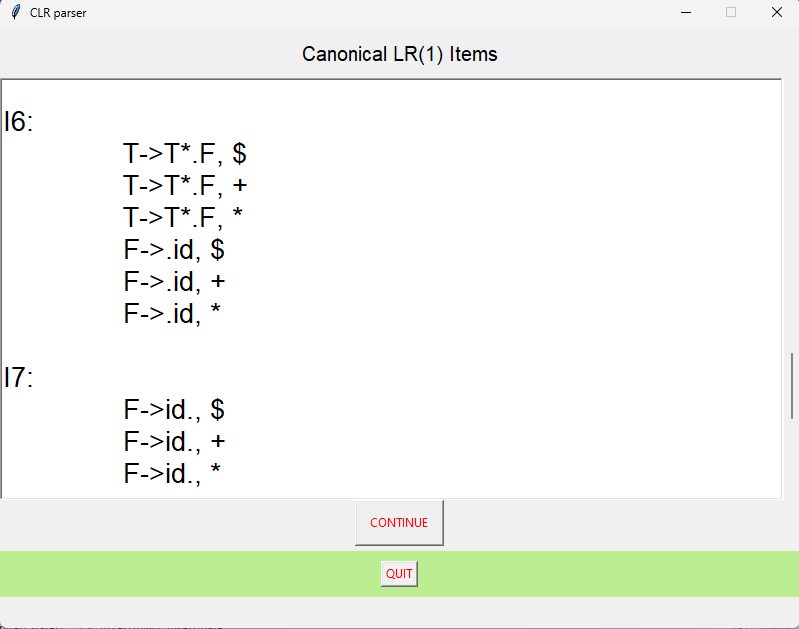 CLR parser
Canonical LR(1) Items
I6:
T->T*.F, $
T->T*.F, +
T->T*.F, *
F->.id, $
F->.id, +
F->.id, *
I7:
F->id., $
F->id., +
F->id., *
CONTINUE
QUIT